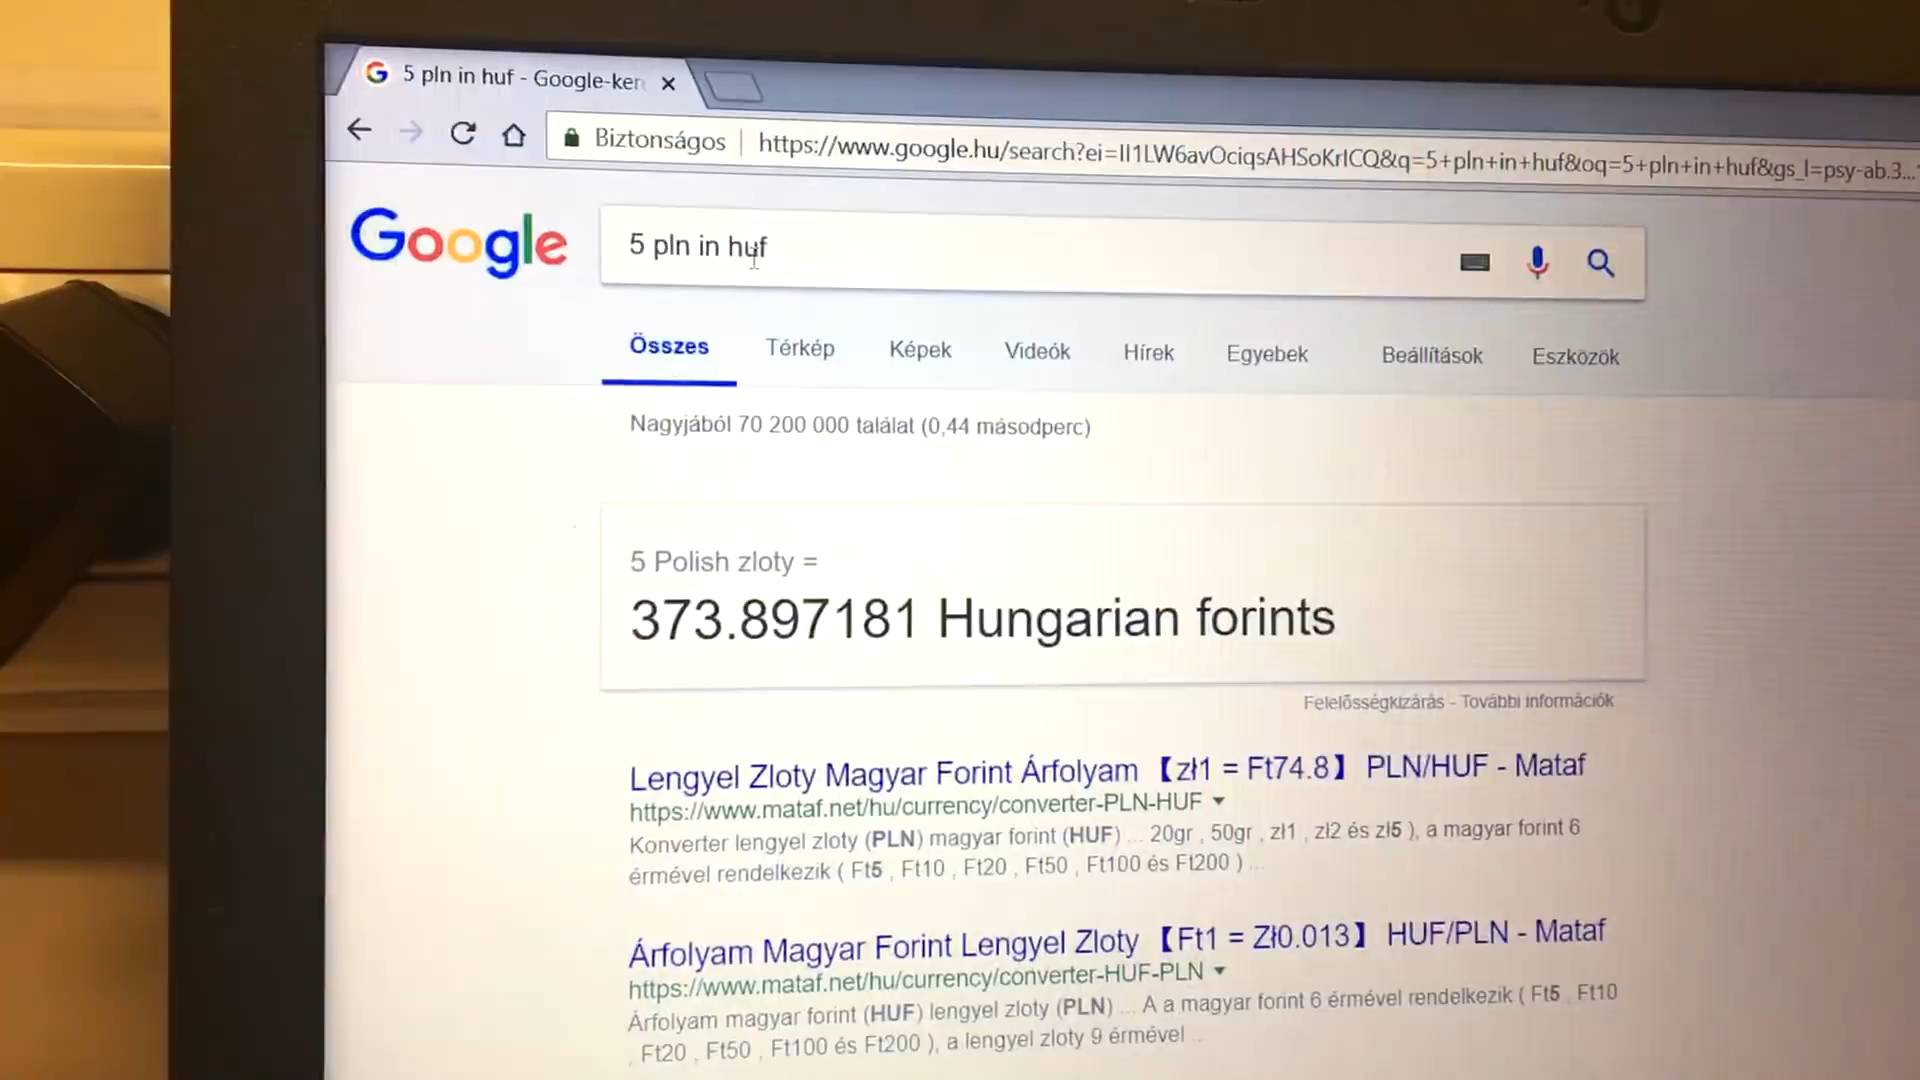 5 pln in huf - Google-ker
Biztonságos
https://www.google.hu/search?ei=II1LW6avOciqsAHSoKrICQ&q=5+pln+in+huf&oq=5+pln+in+huf&gs_l=psy-ab.3...
Google
5 pln in huf
Összes Térkép Képek Videók Hírek Egyebek Beállítások Eszközök
Nagyjából 70 200 000 találat (0,44 másodperc)
5 Polish zloty =
373.897181 Hungarian forints
Felelősségkizárás - További információk
Lengyel Zloty Magyar Forint Árfolyam 【zł1 = Ft74.8】 PLN/HUF - Mataf
https://www.mataf.net/hu/currency/converter-PLN-HUF
Konverter lengyel zloty (PLN) magyar forint (HUF) ... 20gr , 50gr , zł1 , zł2 és zł5 ), a magyar forint 6
érmével rendelkezik ( Ft5 , Ft10 , Ft20 , Ft50 , Ft100 és Ft200 ) ...
Árfolyam Magyar Forint Lengyel Zloty 【Ft1 = Zł0.013】 HUF/PLN - Mataf
https://www.mataf.net/hu/currency/converter-HUF-PLN
Árfolyam magyar forint (HUF) lengyel zloty (PLN) ... A a magyar forint 6 érmével rendelkezik ( Ft5 , Ft10
, Ft20 , Ft50 , Ft100 és Ft200 ), a lengyel zloty 9 érmével ...